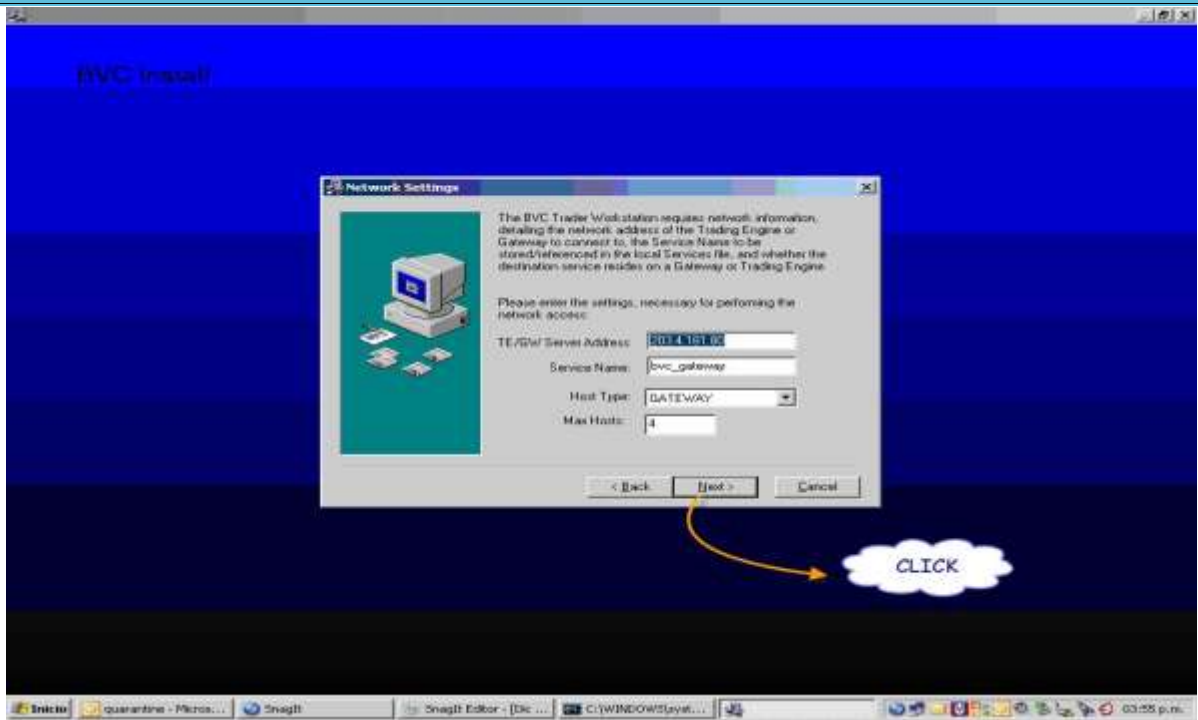 BVC Install
Network Settings
The BVC Trader Workstation requires network information,
detailing the network address of the Trading Engine or
Gateway to connect to, the Service Name to be
stored/referenced in the local Services file, and whether the
destination service resides on a Gateway or Trading Engine
Please enter the settings, necessary for performing the
network access:
TE/GW Server Address:
Service Name: bvc_gateway
Host Type: GATEWAY
Max Hosts: 4
< Back Next > Cancel
CLICK
Inicio quarantine - Micros... SnagIt SnagIt Editor - [Dic ... C:\WINDOWS\syst... 03:55 p.m.